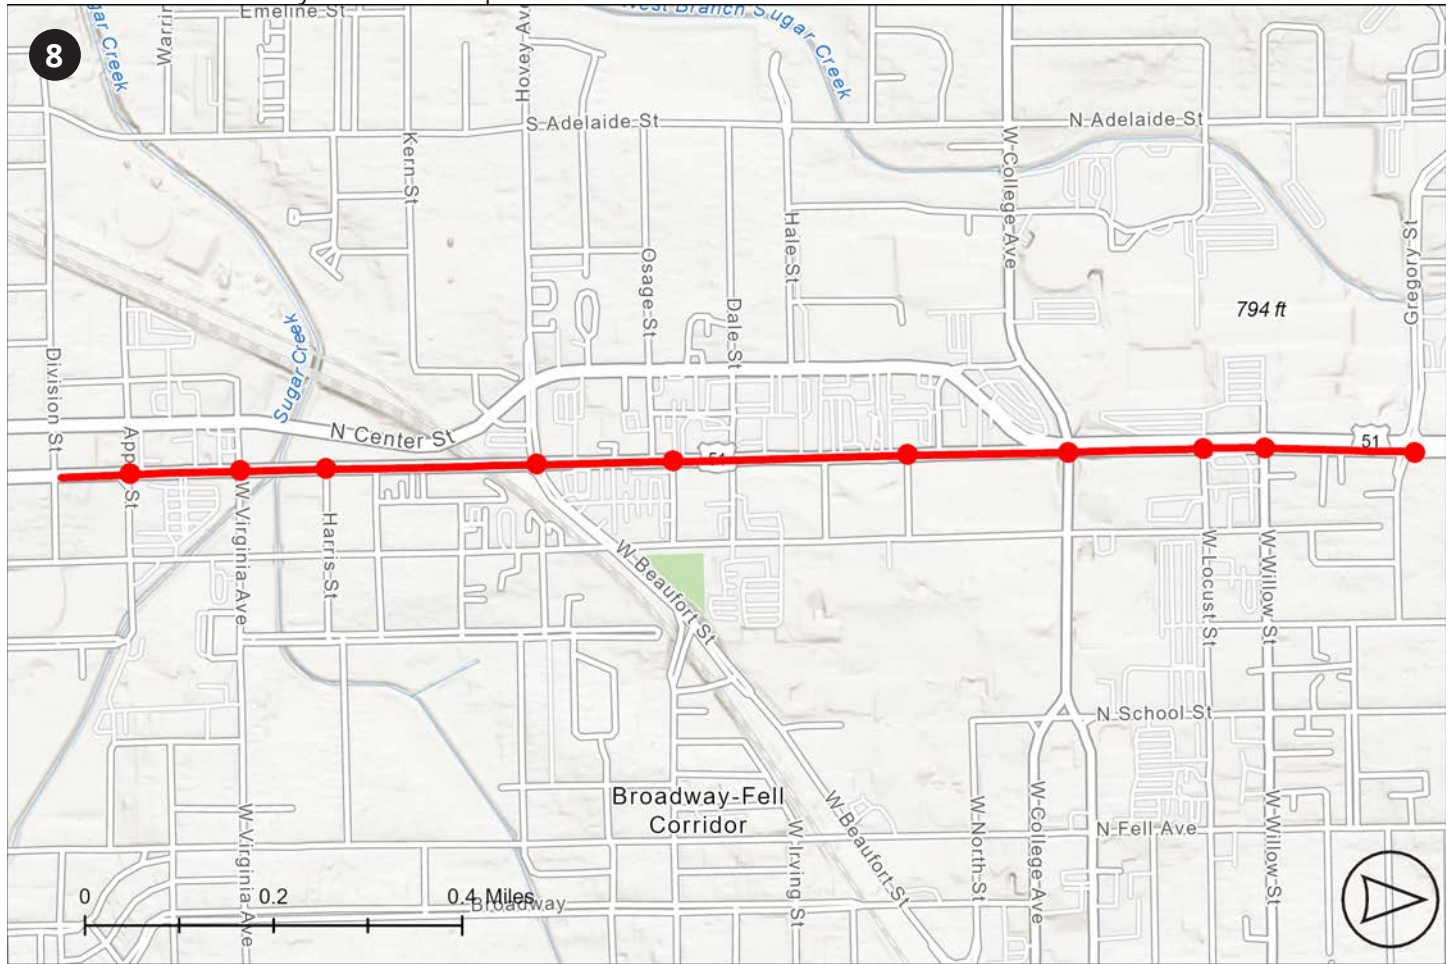 8
Emeline St
Hovey Ave
West Branch Sugar Creek
Creek
S Adelaide St
N Adelaide St
Kern St
W College Ave
Hale St
Osage St
Dale St
Gregory St
794 ft
Sugar Creek
Division St
N Center St
51
51
St
W Virginia Ave
Harris St
W Beaufort St
W Locust St
W Willow St
N School St
Broadway-Fell
Corridor
W Virginia Ave
W Irving St
W Beaufort St
W North St
W College Ave
N Fell Ave
W Willow St
0 0.2 0.4 Miles
Broadway